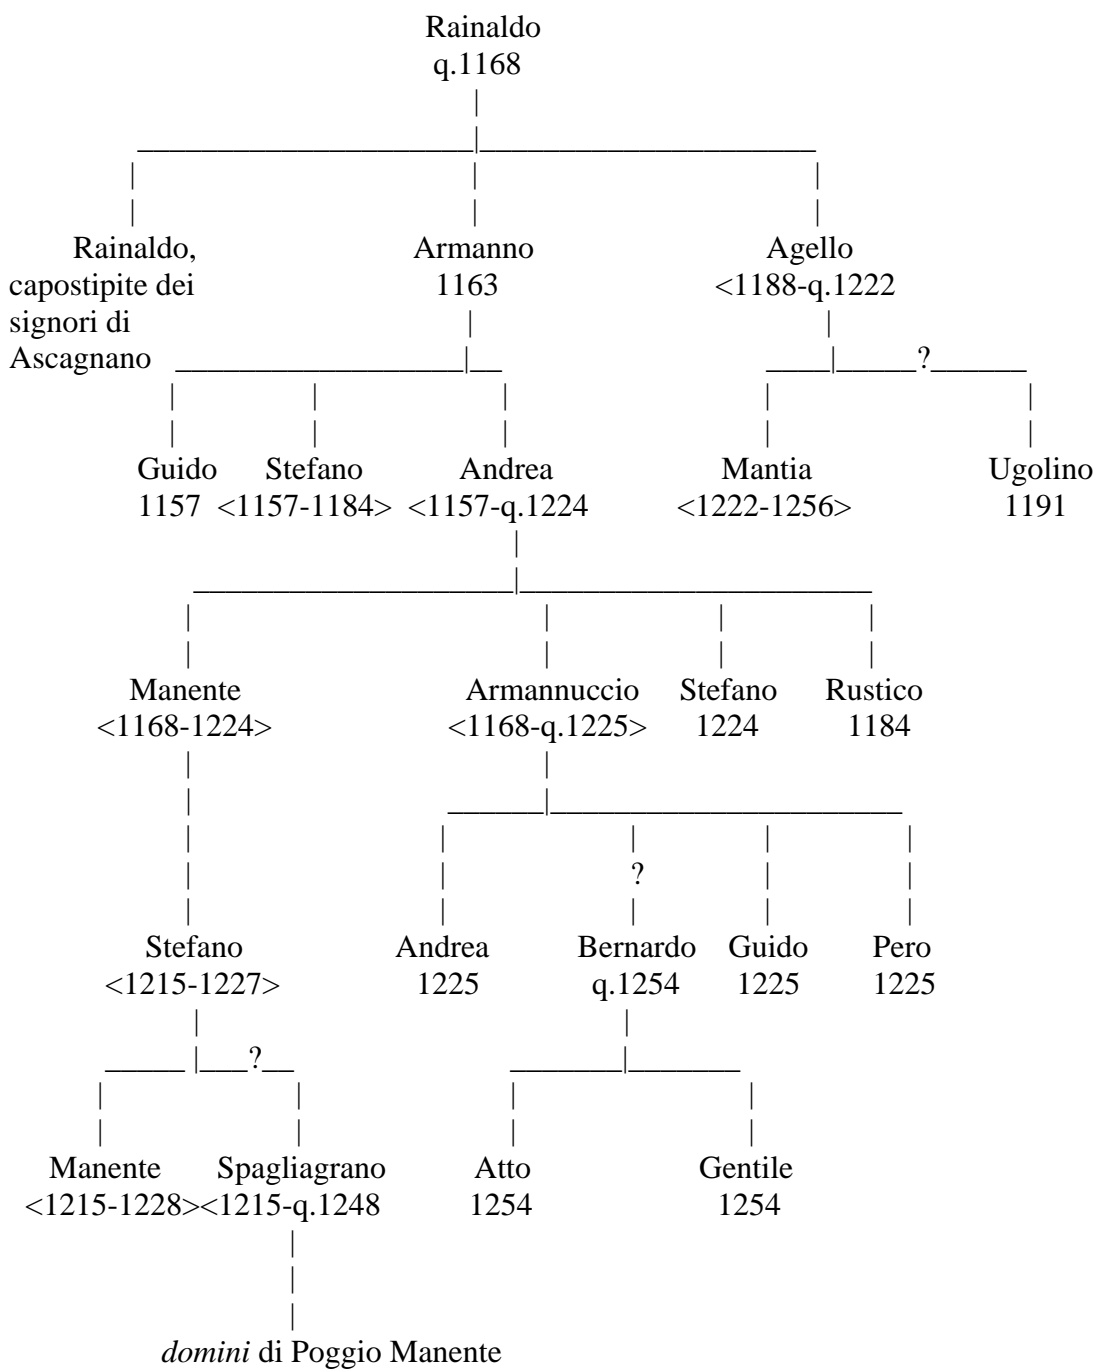 Rainaldo
q.1168
Rainaldo, Armanno Agello
capostipite dei 1163 <1188-q.1222
signori di
Ascagnano ?
Guido Stefano Andrea Mantia Ugolino
1157 <1157-1184> <1157-q.1224 <1222-1256> 1191
Manente Armannuccio Stefano Rustico
<1168-1224> <1168-q.1225> 1224 1184
?
Stefano Andrea Bernardo Guido Pero
<1215-1227> 1225 q.1254 1225 1225
?
Manente Spagliagrano Atto Gentile
<1215-1228><1215-q.1248 1254 1254
domini di Poggio Manente